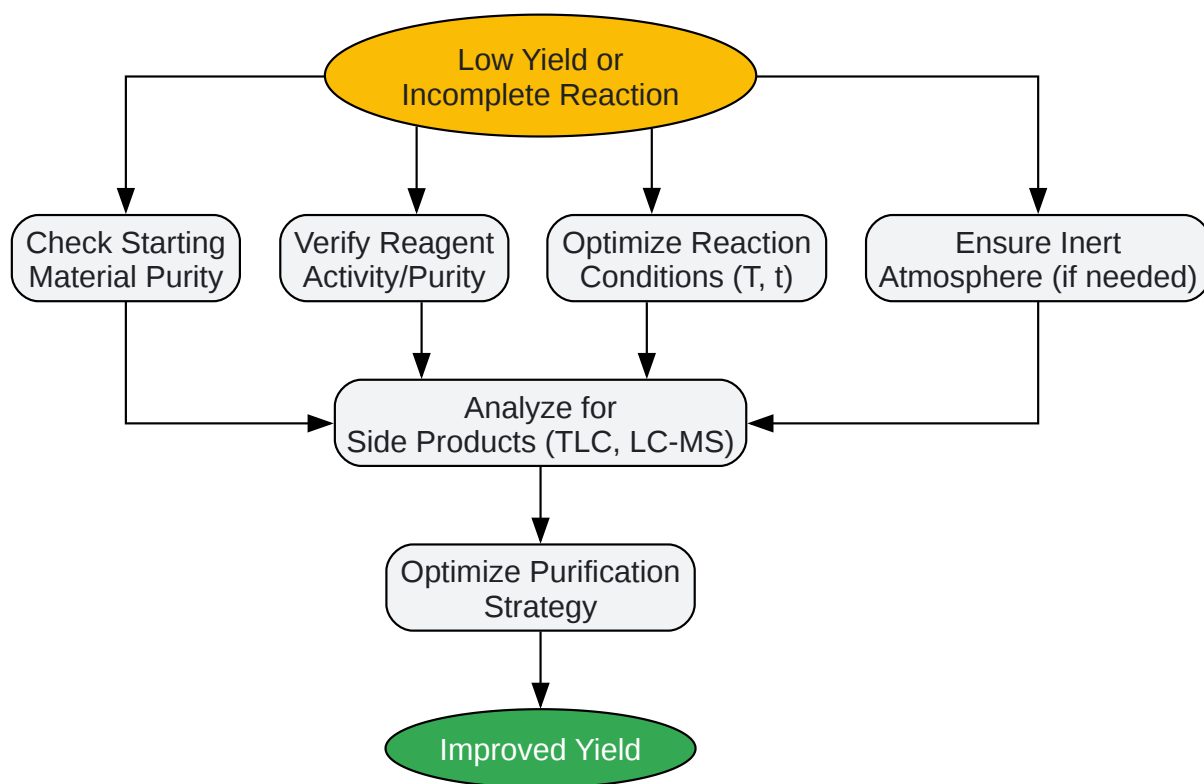 Low Yield or
Incomplete Reaction
Check Starting
Material Purity
Verify Reagent
Activity/Purity
Optimize Reaction
Conditions (T, t)
Ensure Inert
Atmosphere (if needed)
Analyze for
Side Products (TLC, LC-MS)
Optimize Purification
Strategy
Improved Yield